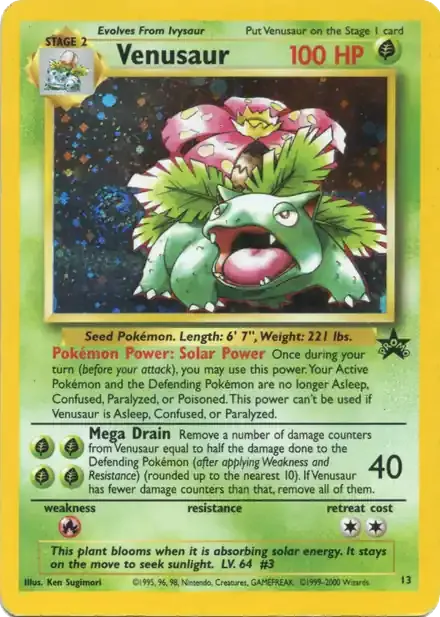 Evolves From Ivysaur
Put Venusaur on the Stage 1 card
STAGE 2
Venusaur
100 HP
Seed Pokémon. Length: 6' 7", Weight: 221 lbs.
Pokémon Power: Solar Power Once during your
turn (before your attack), you may use this power. Your Active
Pokémon and the Defending Pokémon are no longer Asleep,
Confused, Paralyzed, or Poisoned. This power can't be used if
Venusaur is Asleep, Confused, or Paralyzed.
PROMO
Mega Drain Remove a number of damage counters
from Venusaur equal to half the damage done to the
Defending Pokémon (after applying Weakness and
Resistance) (rounded up to the nearest 10). If Venusaur
has fewer damage counters than that, remove all of them.
40
weakness
resistance
retreat cost
This plant blooms when it is absorbing solar energy. It stays
on the move to seek sunlight. LV. 64 #3
Illus. Ken Sugimori
©1995, 96, 98, Nintendo, Creatures, GAMEFREAK. ©1999-2000 Wizards.
13